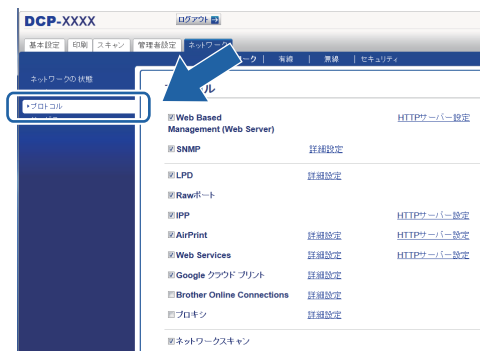 DCP-XXXX
ログアウト
基本設定 印刷 スキャン 管理者設定 ネットワーク
ーク | 有線 | 無線 | セキュリティ
ネットワークの状態
プロトコル
ル
Web Based
Management (Web Server) HTTPサーバー設定
SNMP 詳細設定
LPD 詳細設定
Rawポート
IPP HTTPサーバー設定
AirPrint 詳細設定 HTTPサーバー設定
Web Services 詳細設定 HTTPサーバー設定
Google クラウド プリント 詳細設定
Brother Online Connections 詳細設定
プロキシ 詳細設定
ネットワークスキャン